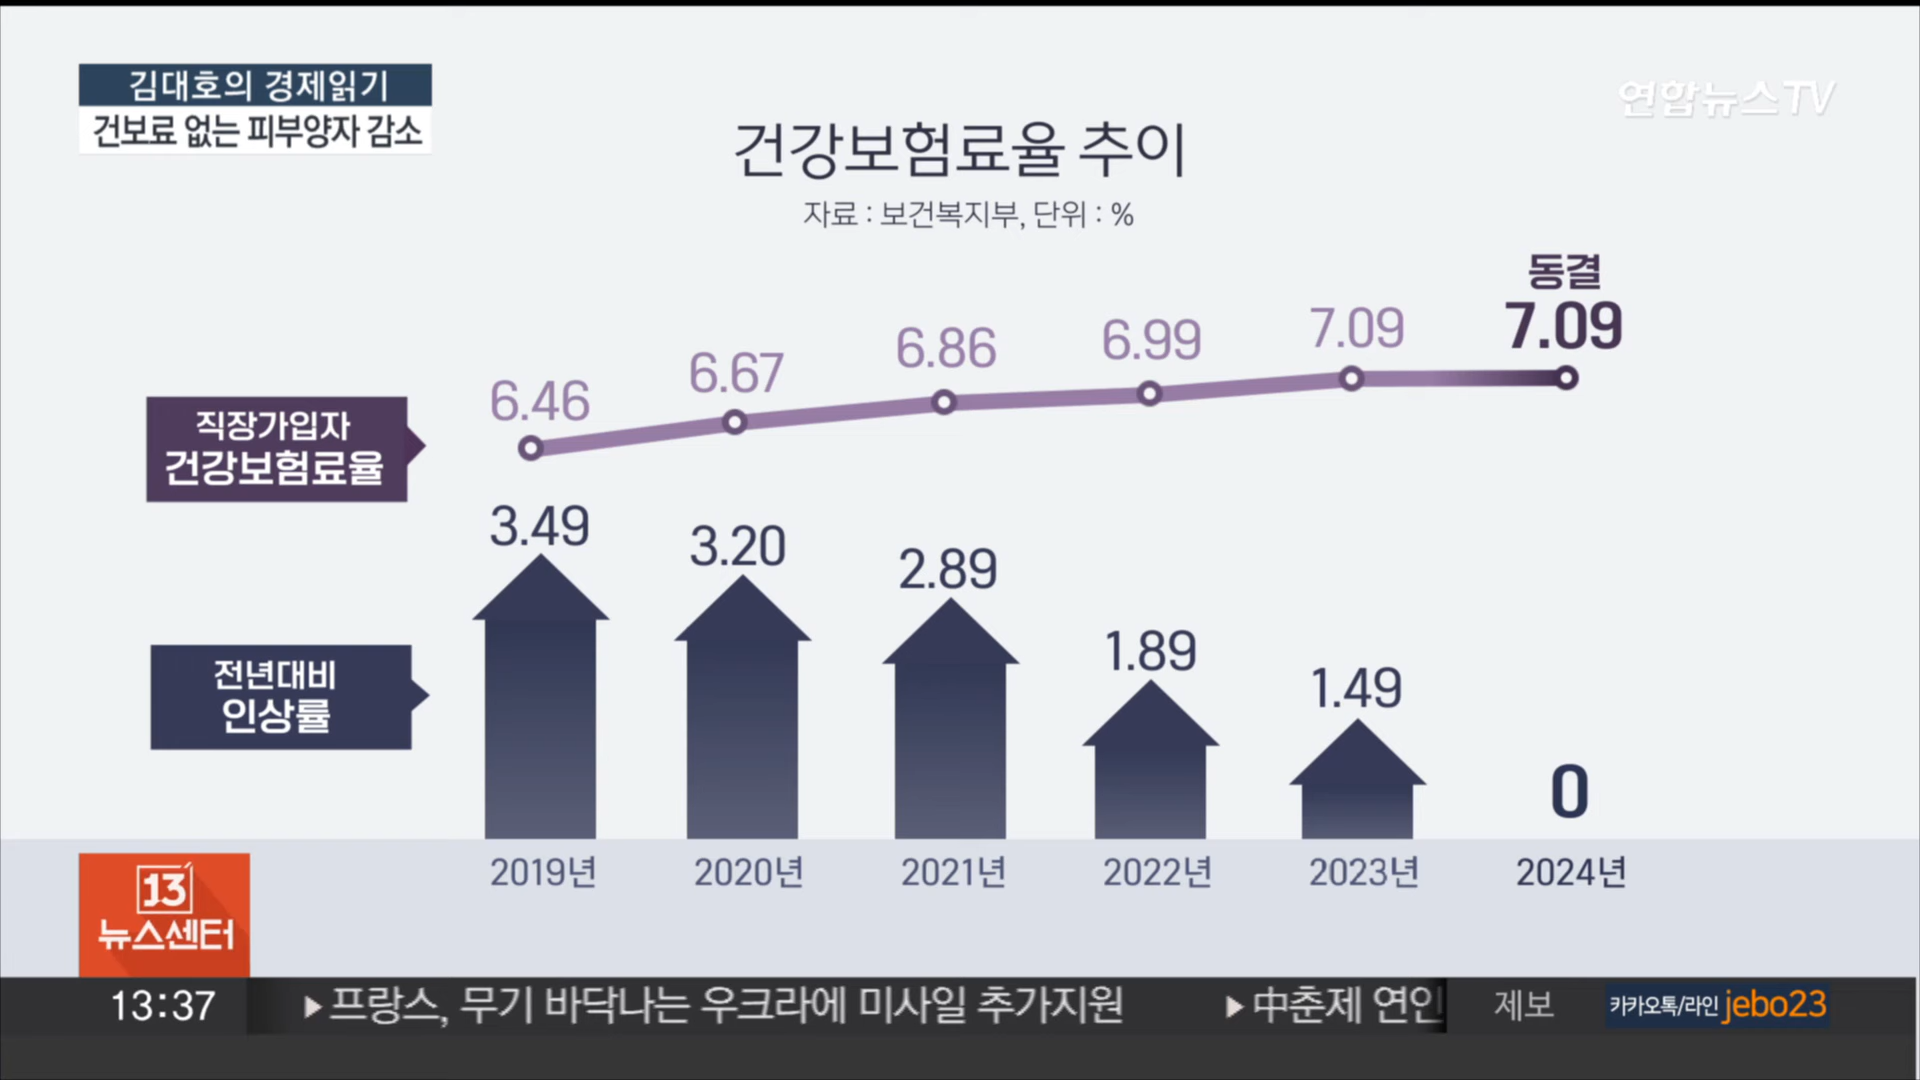 김대호의 경제읽기
건보료 없는 피부양자 감소
연합뉴스TV
건강보험료율 추이
자료 : 보건복지부, 단위 : %
동결
6.46 6.67 6.86 6.99 7.09 7.09
직장가입자
건강보험료율
3.49 3.20 2.89 1.89 1.49 0
전년대비
인상률
2019년 2020년 2021년 2022년 2023년 2024년
13
뉴스센터
13:37 ▶프랑스, 무기 바닥나는 우크라에 미사일 추가지원 ▶中춘제 연인 제보 카카오톡/라인 jebo23